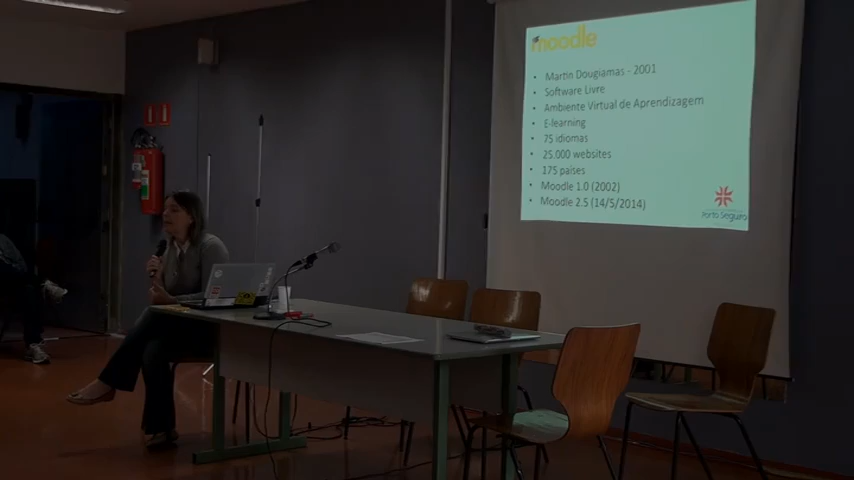 moodle
• Martin Dougiamas - 2001
• Software Livre
• Ambiente Virtual de Aprendizagem
• E-learning
• 75 idiomas
• 25.000 websites
• 175 países
• Moodle 1.0 (2002)
• Moodle 2.5 (14/5/2014)
Porto Seguro